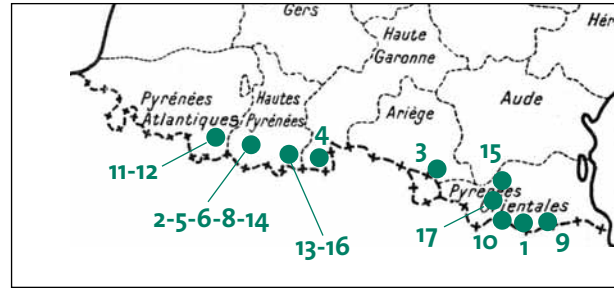 Gers
Haute
Garonne
Hér
Pyrénées
Atlantiques
Hautes
Pyrénées
Ariège
Aude
4
3
15
11-12
Pyrénées
Orientales
2-5-6-8-14
13-16
17
10
1
9